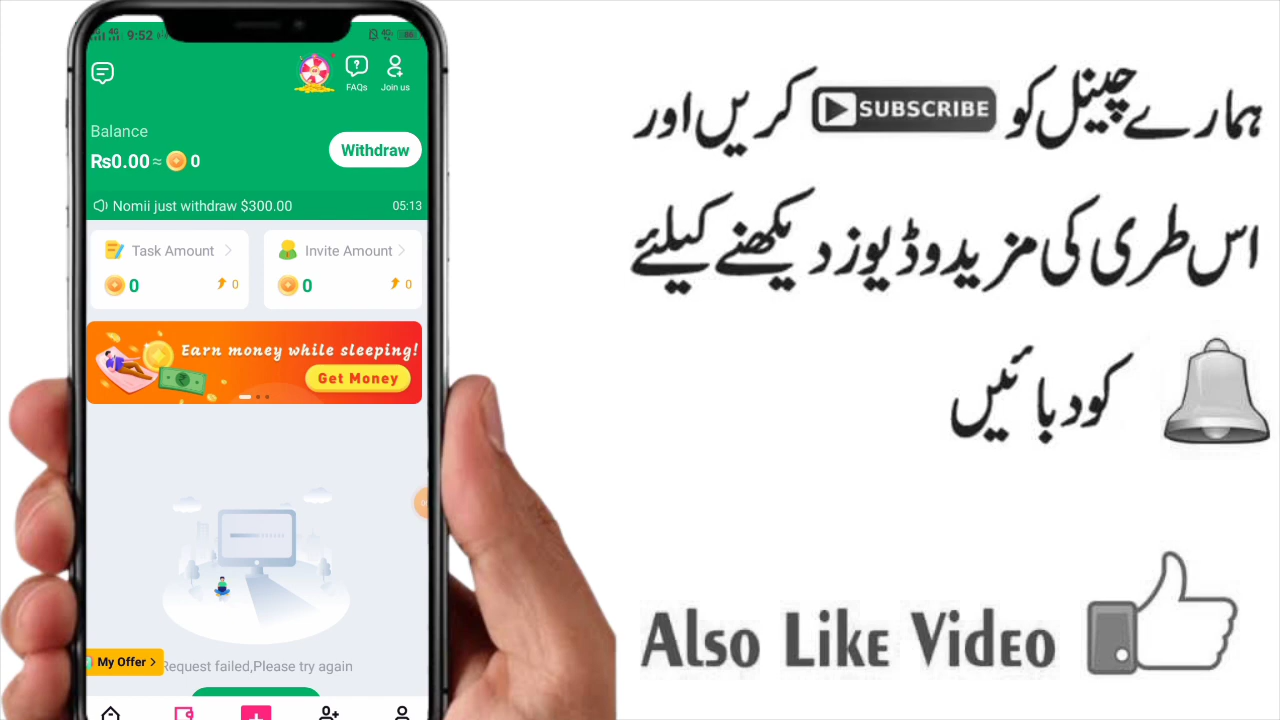 9:52
FAQs
Join us
Balance
Rs0.00 ≈ 0
Withdraw
Nomii just withdraw $300.00 05:13
Task Amount
0 0
Invite Amount
0 0
Earn money while sleeping!
Get Money
My Offer
Request failed,Please try again
ہمارے چینل کو SUBSCRIBE کریں اور
اس طری کی مزید وڈیوز دیکھنے کیلئے
کو دبائیں
Also Like Video